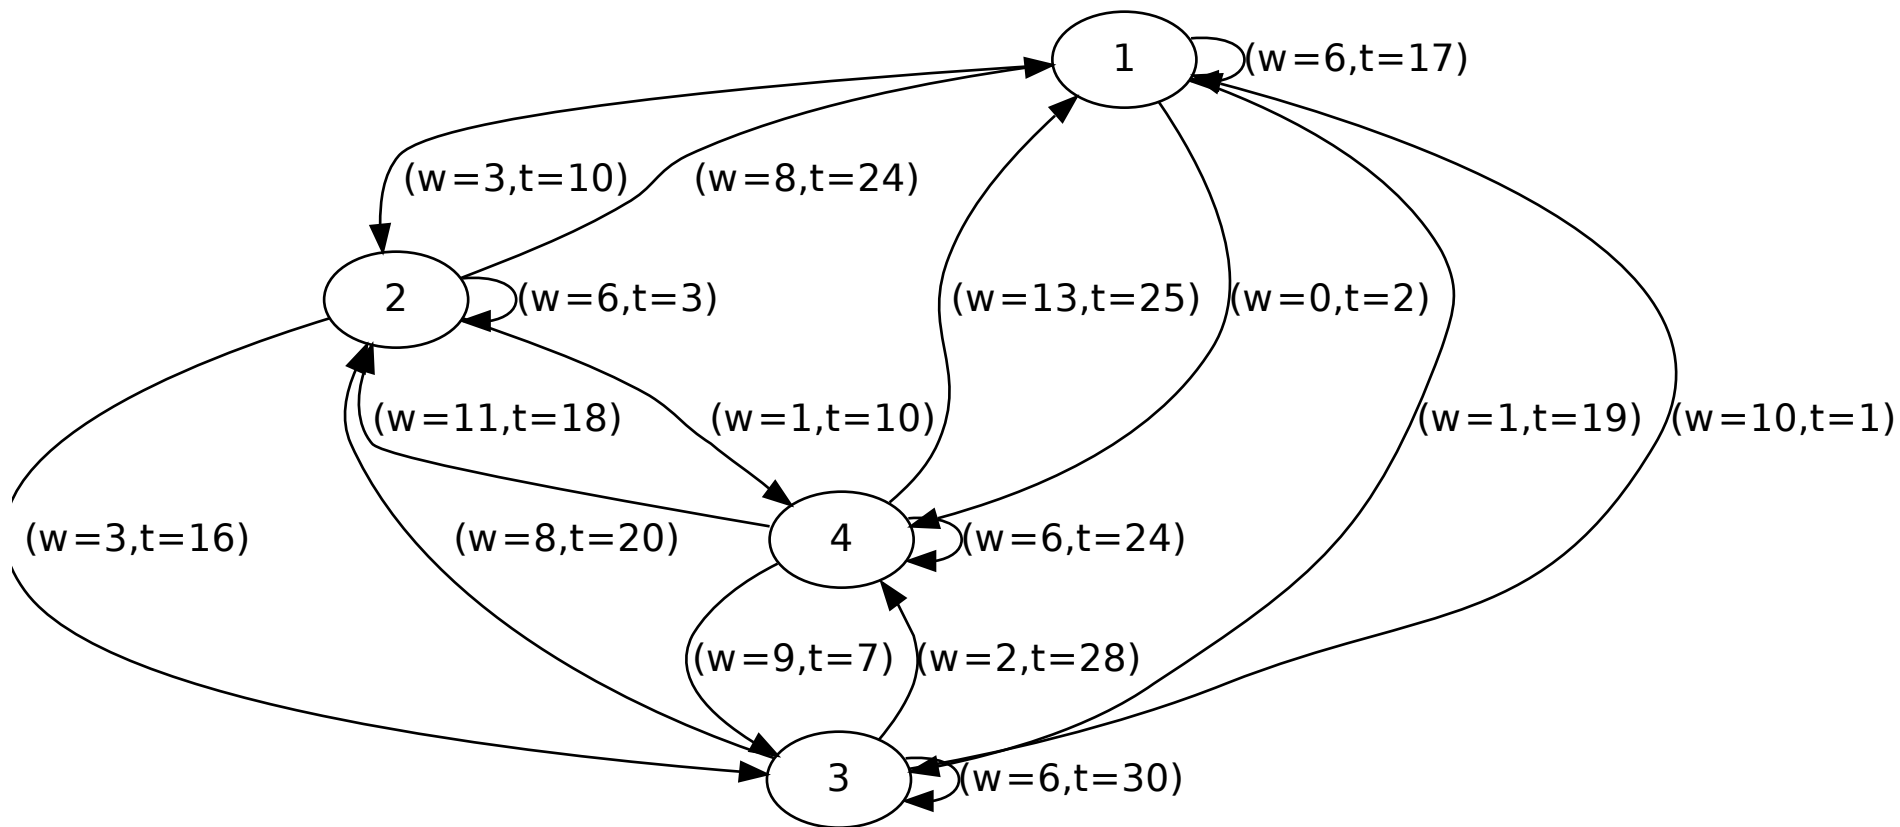 1
(w=6,t=17)
(w=3,t=10)
(w=8,t=24)
2
(w=6,t=3)
(w=13,t=25)
(w=0,t=2)
(w=11,t=18)
(w=1,t=10)
(w=1,t=19)
(w=10,t=1)
(w=3,t=16)
(w=8,t=20)
4
(w=6,t=24)
(w=9,t=7)
(w=2,t=28)
3
(w=6,t=30)